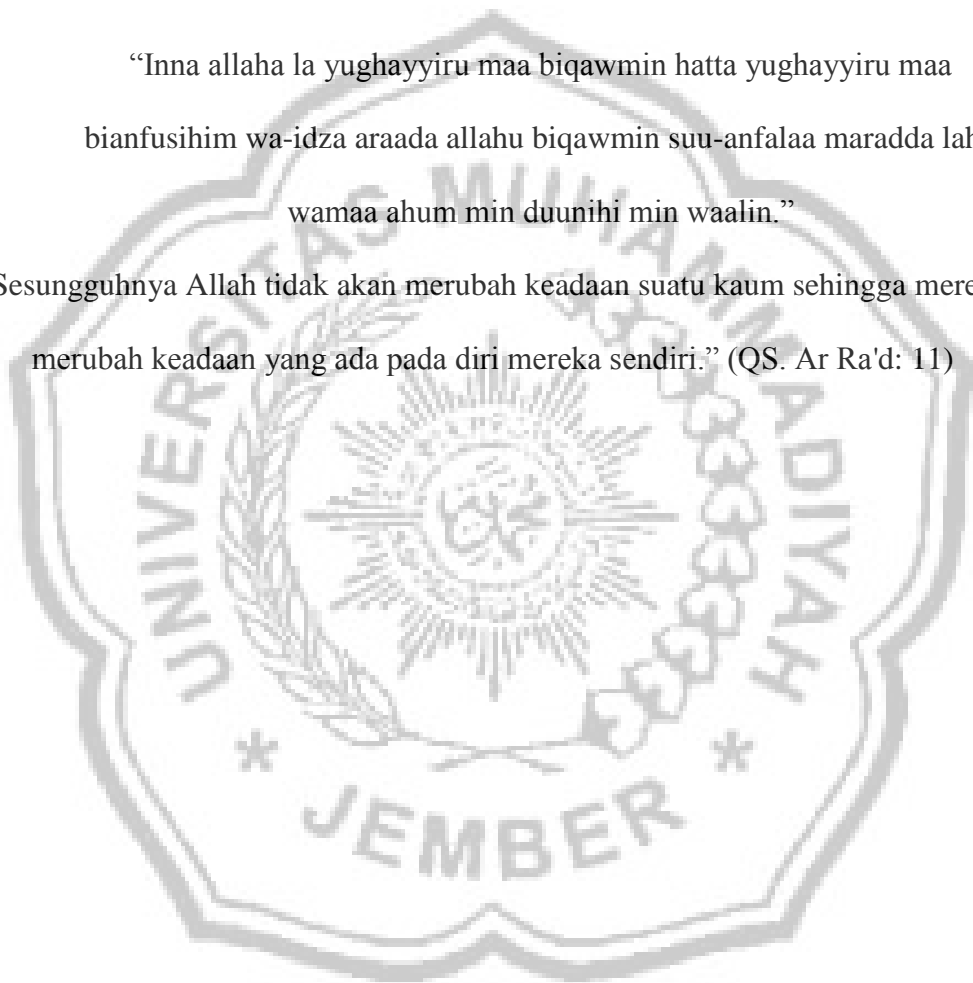 “Inna allaha la yughayyiru maa biqawmin hatta yughayyiru maa
bianfusihim wa-idza araada allahu biqawmin suu-anfalaa maradda lah
wamaa ahum min duunihi min waalin.”
Sesungguhnya Allah tidak akan merubah keadaan suatu kaum sehingga mere
merubah keadaan yang ada pada diri mereka sendiri.” (QS. Ar Ra'd: 11)
UNIVERSITAS MUHAMMADIYAH
* JEMBER *